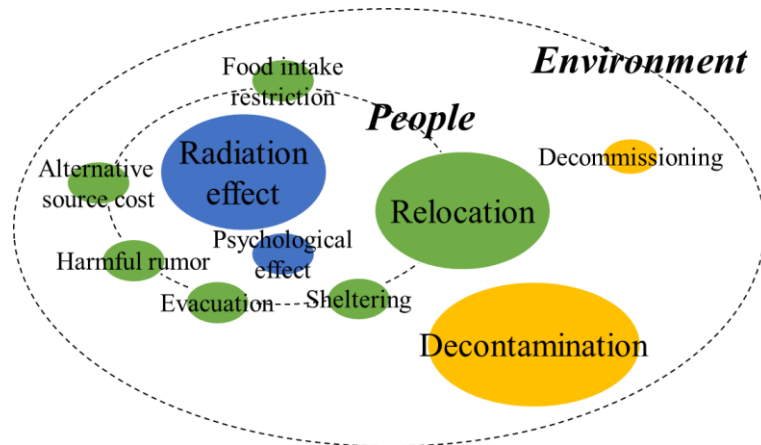 Environment
Food intake
restriction
People
Radiation
effect
Decommissioning
Alternative
source cost
Relocation
Psychological
effect
Harmful rumor
Evacuation
Sheltering
Decontamination